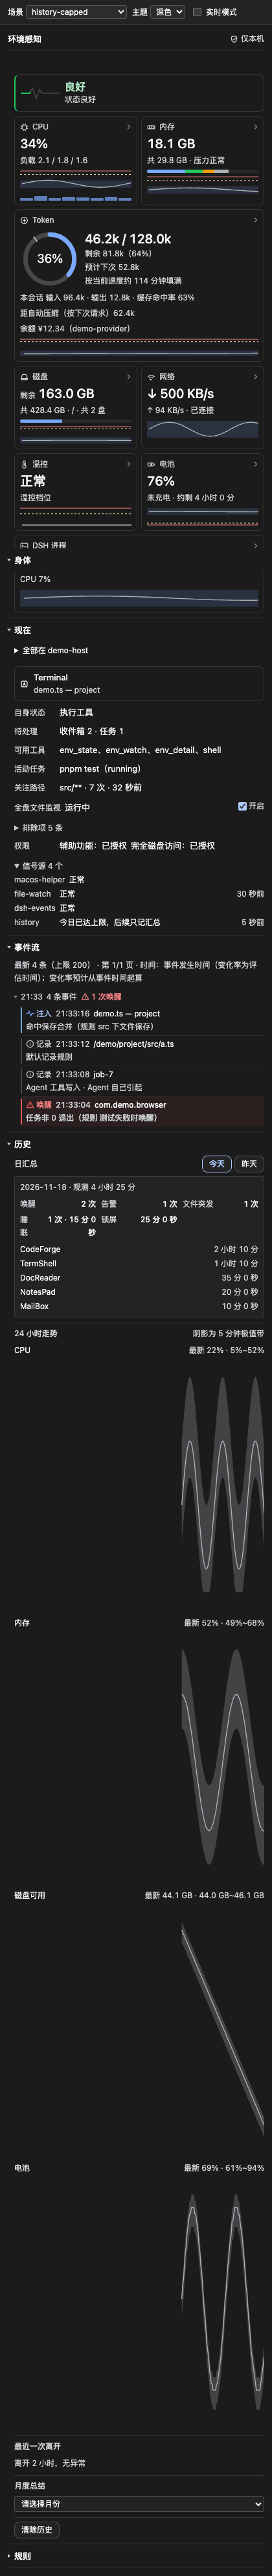 场景 history-capped 主题 深色 实时模式
环境感知 仅本机
良好
状态良好
CPU
34%
负载 2.1 / 1.8 / 1.6
内存
18.1 GB
共 29.8 GB · 压力正常
Token
36%
46.2k / 128.0k
剩余 81.8k（64%）
预计下次 52.8k
按当前速度约 114 分钟填满
本会话 输入 96.4k · 输出 12.8k · 缓存命中率 63%
距自动压缩（按下次请求）62.4k
余额 ¥12.34（demo-provider）
磁盘
剩余 163.0 GB
共 428.4 GB · / · 共 2 盘
网络
↓ 500 KB/s
↑ 94 KB/s · 已连接
温控
正常
温控档位
电池
76%
未充电 · 约剩 4 小时 0 分
DSH 进程
身体
CPU 7%
现在
全部在 demo-host
Terminal
demo.ts — project
自身状态 执行工具
待处理 收件箱 2 · 任务 1
可用工具 env_state、env_watch、env_detail、shell
活动任务 pnpm test（running）
关注路径 src/** · 7 次 · 32 秒前
全盘文件监视 运行中 开启
排除项 5 条
权限 辅助功能：已授权 完全磁盘访问：已授权
信号源 4 个
macos-helper 正常
file-watch 正常 30 秒前
dsh-events 正常
history 今日已达上限，后续只记汇总 5 秒前
事件流
最新 4 条（上限 200） · 第 1/1 页 · 时间：事件发生时间（变化率为评
估时间）；变化率下钻统计从事件时间起算
21:33 4 条事件 1 次唤醒
注入 21:33:16 demo.ts — project
命中保存合并（规则 src 下文件保存）
记录 21:33:12 /demo/project/src/a.ts
默认记录规则
记录 21:33:08 job-7
Agent 工具写入 · Agent 自己引起
唤醒 21:33:04 com.demo.browser
任务非 0 退出（规则 测试失败时唤醒）
历史
日汇总 今天 昨天
2026-11-18 · 观测 4 小时 25 分
唤醒 2 次 告警 1 次 文件突发 1 次
睡眠 1 次 · 15 分 0 秒 锁屏 25 分 0 秒
CodeForge 2 小时 10 分
TermShell 1 小时 10 分
DocReader 35 分 0 秒
NotesPad 20 分 0 秒
MailBox 10 分 0 秒
24 小时走势 阴影为 5 分钟极值带
CPU 最新 22% · 5%~52%
内存 最新 52% · 49%~68%
磁盘可用 最新 44.1 GB · 44.0 GB~46.1 GB
电池 最新 69% · 61%~94%
最近一次离开
离开 2 小时，无异常
月度总结
请选择月份
清除历史
规则